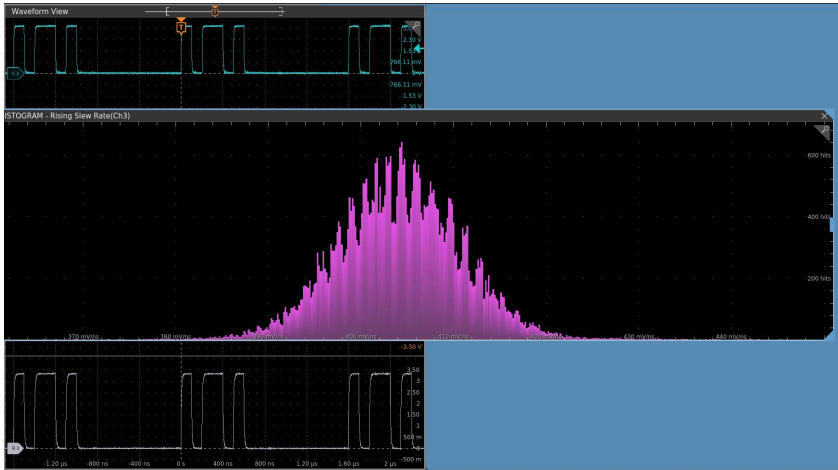 Waveform View
T
T
2.30 V
1.53
766.11 mV
0 V
-766.11 mV
-1.53 V
-2.30 V
ISTOGRAM - Rising Slew Rate(Ch3)
600 hits
400 hits
200 hits
370 mV/ns
380 mV/ns
400 mV/ns
410 mV/ns
420 mV/ns
430 mV/ns
440 mV/ns
-3.50 V
3.50
3
2.50
2
1.50
1
500 m
-500 m
-1.20 µs
-800 ns
-400 ns
0 s
400 ns
800 ns
1.20 µs
1.60 µs
2 µs